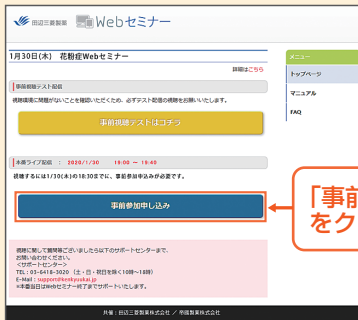 田辺三菱製薬 Webセミナー
1月30日(木) 花粉症Webセミナー
詳細はこちら
事前視聴テスト配信
視聴環境に問題がないことを確認いただくため、必ずテスト配信の視聴をお願いいたします。
事前視聴テストはコチラ
本番ライブ配信 : 2020/1/30 19:00 ～ 19:40
視聴するには1/30(木)の18:30までに、事前参加申込みが必要です。
事前参加申し込み
視聴に関して質問等ございましたら以下のサポートセンターまで、
お問い合わせください。
<サポートセンター>
TEL：03-6418-3020 (土・日・祝日を除く10時～18時)
E-Mail：support@kenkyuukai.jp
※本番当日はWebセミナー終了までサポートいたします。
共催：田辺三菱製薬株式会社 ／ 帝國製薬株式会社
メニュー
トップページ
マニュアル
FAQ
「事前
をク